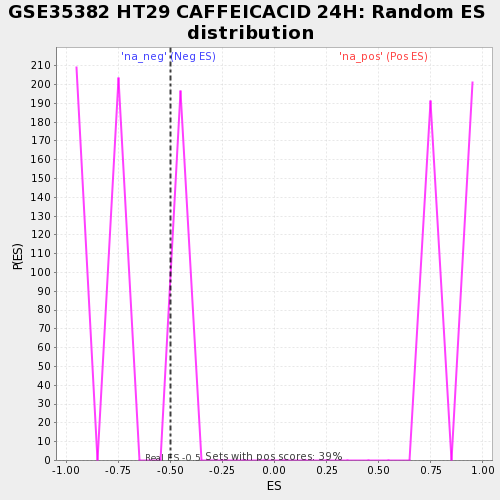 GSE35382 HT29 CAFFEICACID 24H: Random ES
distribution
'na_neg' (Neg ES)
'na_pos' (Pos ES)
210
200
190
180
170
160
150
140
130
120
110
100
90
80
70
60
50
40
30
20
10
0
P(ES)
Real ES -0.5
Sets with pos scores: 39%
-1.00 -0.75 -0.50 -0.25 0.00 0.25 0.50 0.75 1.00
ES